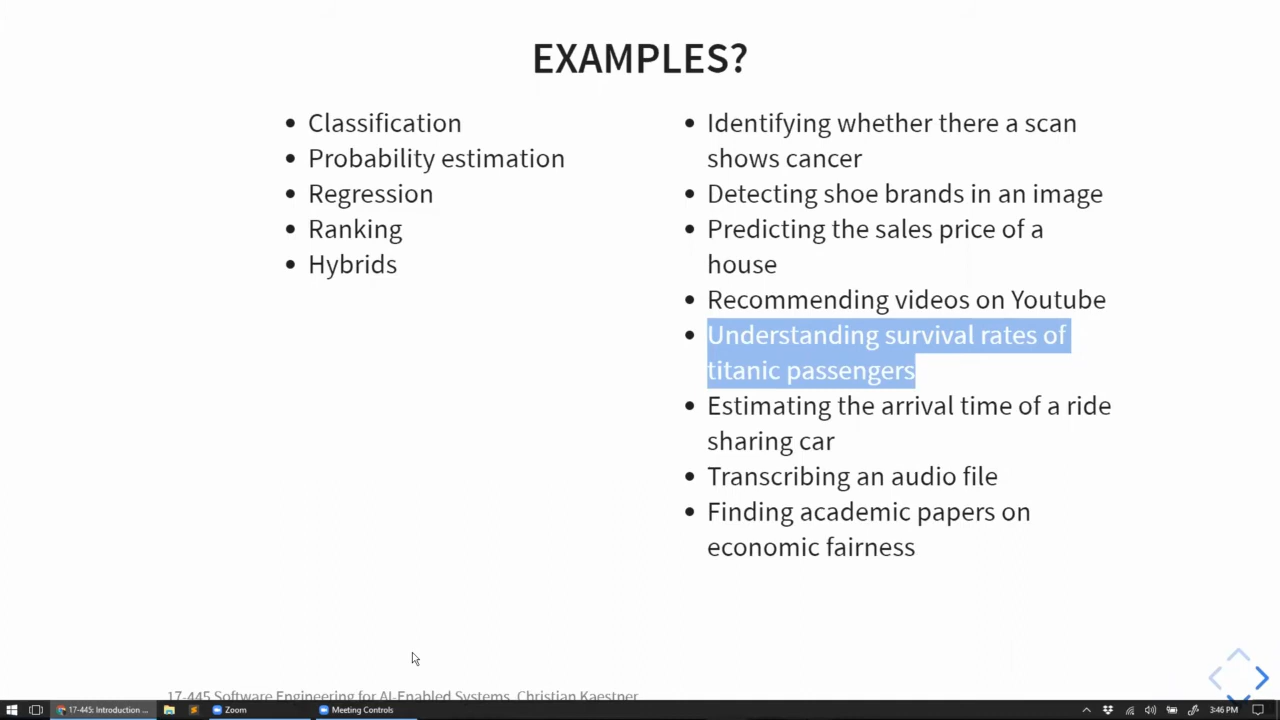 EXAMPLES?
Classification
Probability estimation
Regression
Ranking
Hybrids
Identifying whether there a scan
shows cancer
Detecting shoe brands in an image
Predicting the sales price of a
house
Recommending videos on Youtube
Understanding survival rates of
titanic passengers
Estimating the arrival time of a ride
sharing car
Transcribing an audio file
Finding academic papers on
economic fairness
17-445 Software Engineering for AI-Enabled Systems, Christian Kaestner
17-445: Introduction ...
Zoom
Meeting Controls
3:46 PM